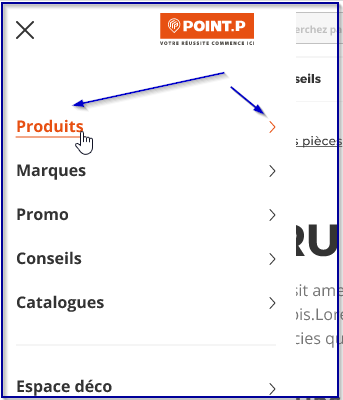 POINT.P
VOTRE RÉUSSITE COMMENCE ICI
erchez pa
seils
Produits
s pièces
Marques
Promo
RU
Conseils
sit ame
Catalogues
ois.Lore
cies qu
Espace déco